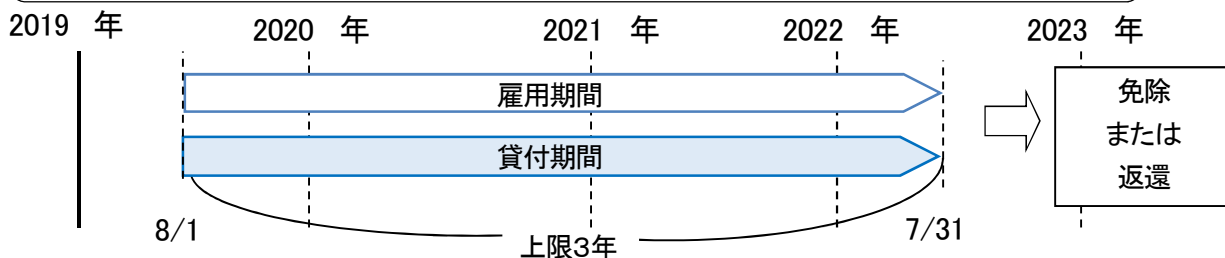 2019 年 2020 年 2021 年 2022 年 2023 年
雇用期間
貸付期間
8/1 7/31
上限3年
免除
または
返還